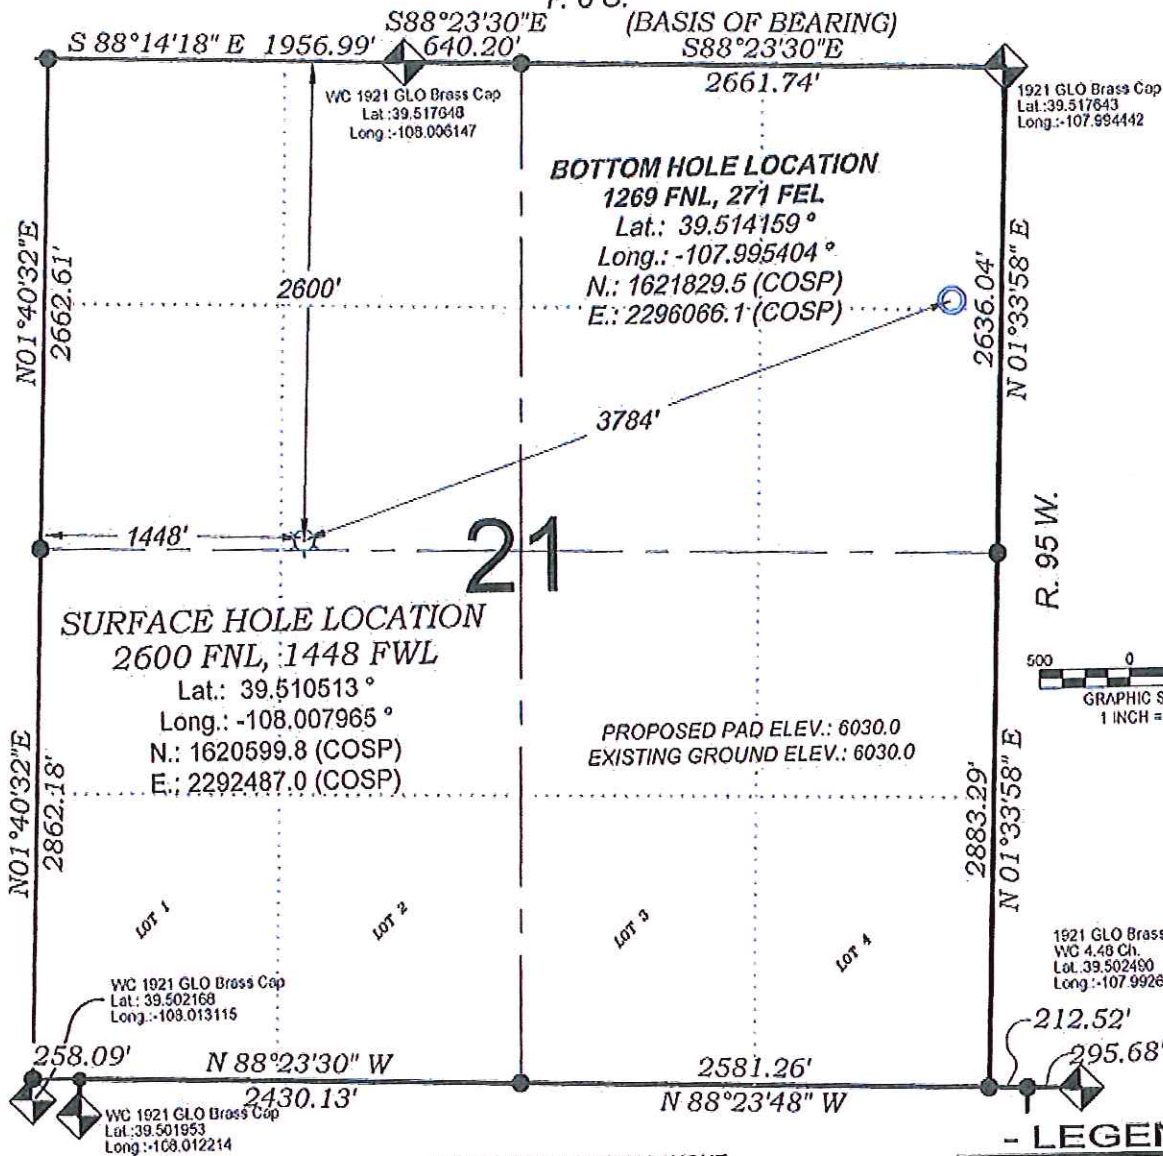 S88°23'30"E
(BASIS OF BEARING)
S 88°14'18" E 1956.99'
640.20'
S88°23'30"E
2661.74'
WC 1921 GLO Brass Cap
Lat.:39.517648
Long.:-108.006147
1921 GLO Brass Cap
Lat.:39.517643
Long.:-107.994442
BOTTOM HOLE LOCATION
1269 FNL, 271 FEL
Lat.: 39.514159 °
Long.: -107.995404 °
N.: 1621829.5 (COSP)
E.: 2296066.1 (COSP)
N01°40'32"E
2662.61'
2600'
2636.04'
N 01°33'58" E
3784'
1448'
21
R. 95 W.
SURFACE HOLE LOCATION
2600 FNL, 1448 FWL
Lat.: 39.510513 °
Long.: -108.007965 °
N.: 1620599.8 (COSP)
E.: 2292487.0 (COSP)
500 0
GRAPHIC S
1 INCH =
PROPOSED PAD ELEV.: 6030.0
EXISTING GROUND ELEV.: 6030.0
N01°40'32"E
2862.18'
2883.29'
N 01°33'58" E
LOT 1
LOT 2
LOT 3
LOT 4
1921 GLO Brass
WC 4.48 Ch.
Lat.:39.502490
Long.:-107.9926
WC 1921 GLO Brass Cap
Lat.: 39.502168
Long.:-108.013115
258.09'
N 88°23'30" W
2430.13'
2581.26'
N 88°23'48" W
212.52'
295.68'
WC 1921 GLO Brass Cap
Lat.:39.501953
Long.:-108.012214
- LEGEN